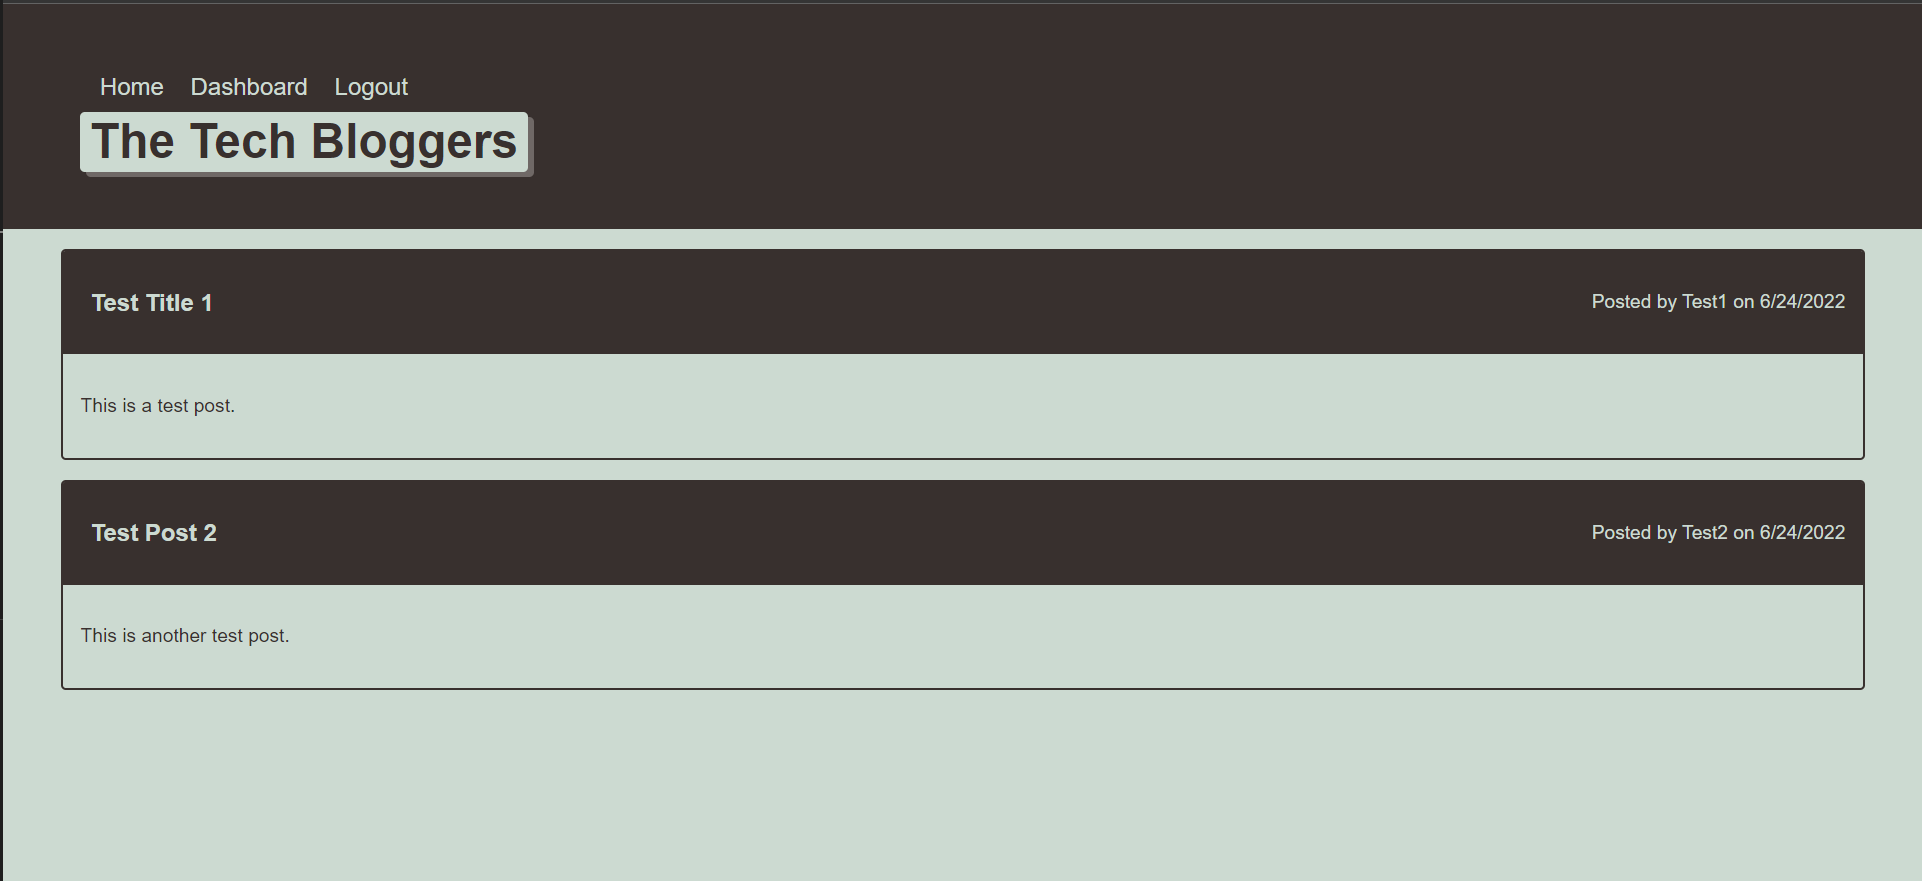 Home Dashboard Logout
The Tech Bloggers
Test Title 1 Posted by Test1 on 6/24/2022
This is a test post.
Test Post 2 Posted by Test2 on 6/24/2022
This is another test post.